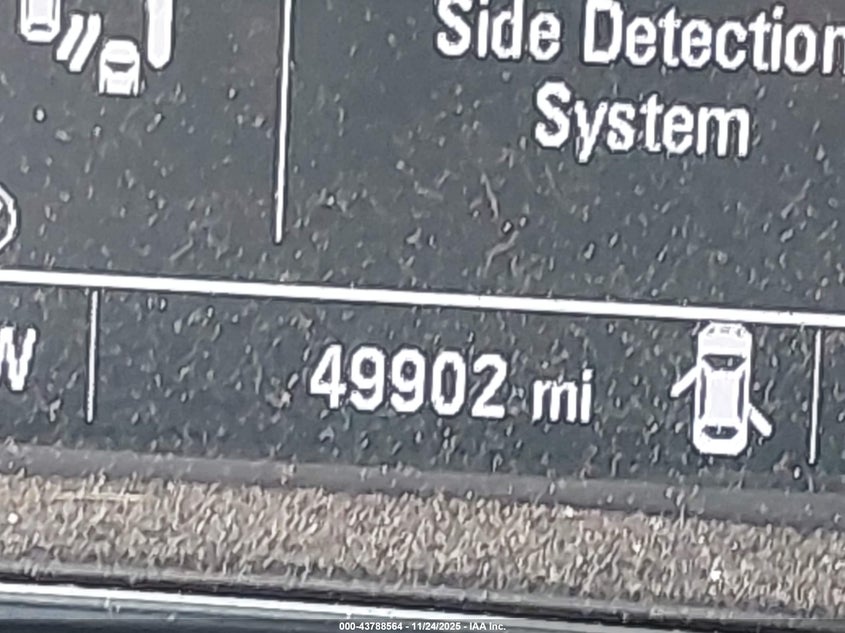 Side Detection
System
W
49902 mi
000-43788564 - 11/24/2025 - IAA Inc.